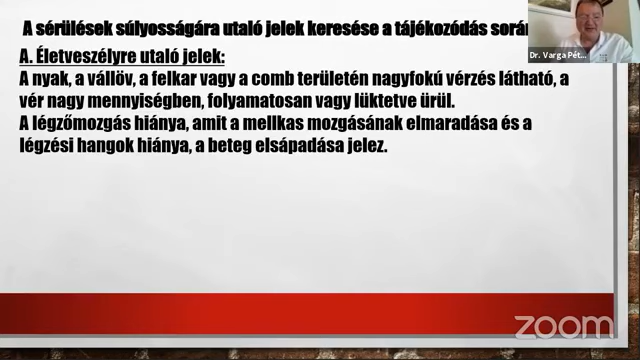 A sérülések súlyosságára utaló jelek keresése a tájékozódás
A. Életveszélyre utaló jelek:
A nyak, a vállöv, a felkar vagy a comb területén nagyfokú vérzés látható, a
vér nagy mennyiségben, folyamatosan vagy lüktetve ürül.
A légzőmozgás hiánya, amit a mellkas mozgásának elmaradása és a
légzési hangok hiánya, a beteg elsápadása jelez.
Dr. Varga Pét...
zoom